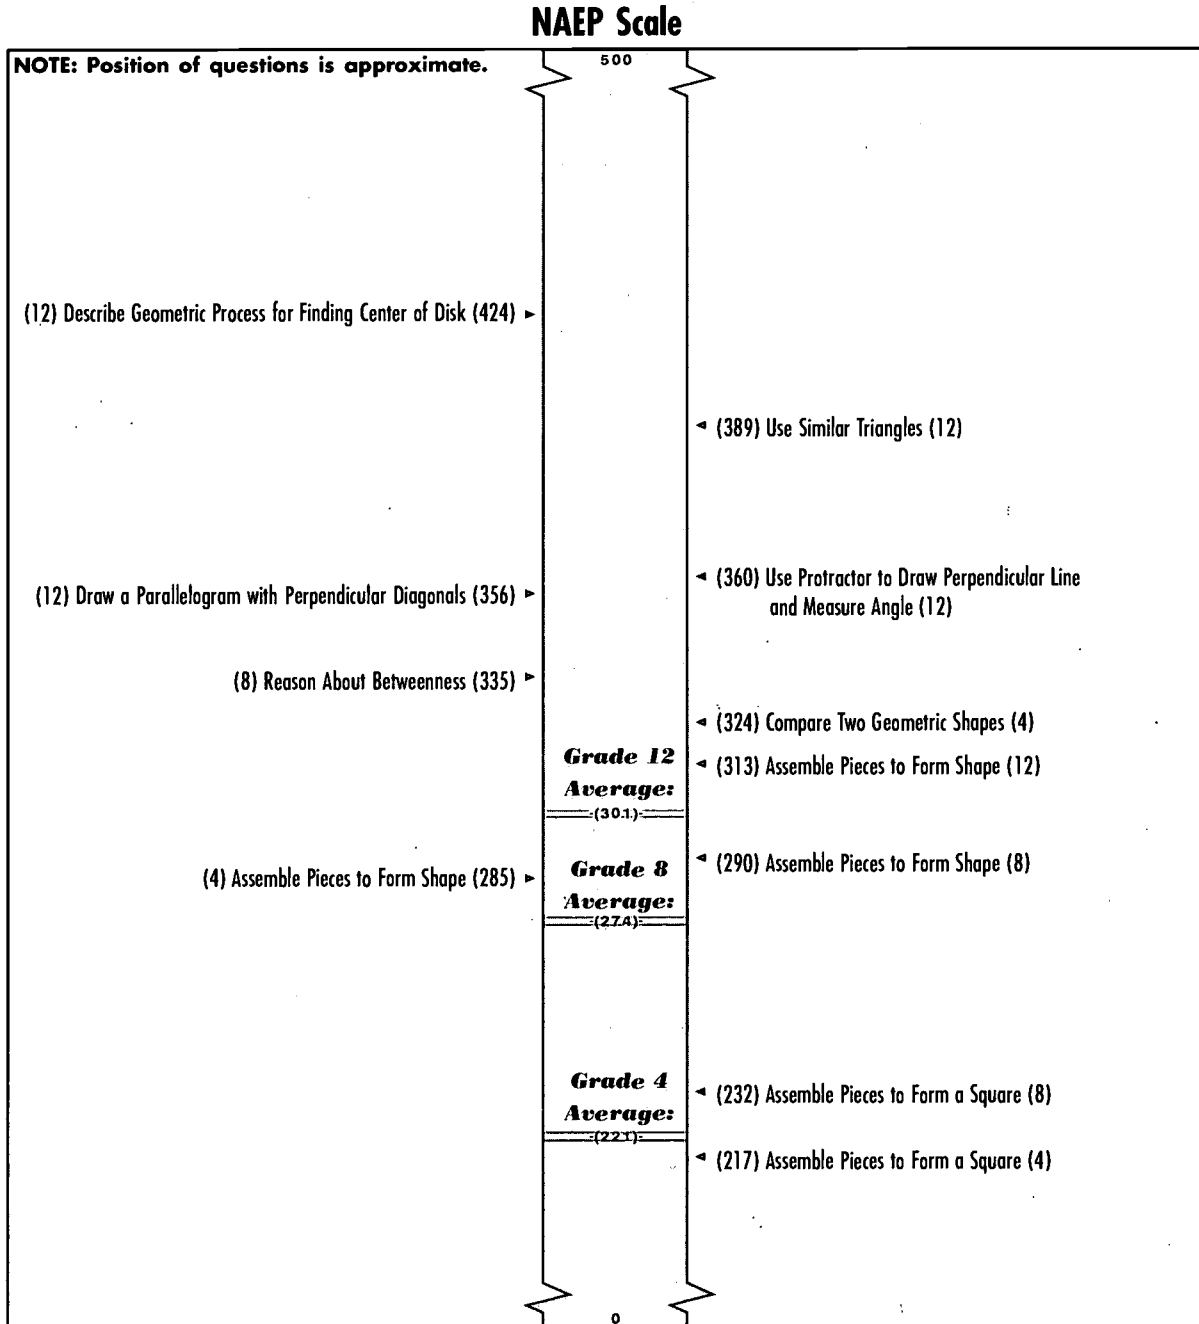 NAEP Scale
NOTE: Position of questions is approximate.
500
(12) Describe Geometric Process for Finding Center of Disk (424)
(389) Use Similar Triangles (12)
(360) Use Protractor to Draw Perpendicular Line
and Measure Angle (12)
(12) Draw a Parallelogram with Perpendicular Diagonals (356)
(8) Reason About Betweenness (335)
(324) Compare Two Geometric Shapes (4)
Grade 12
Average:
(301)
(313) Assemble Pieces to Form Shape (12)
(290) Assemble Pieces to Form Shape (8)
(4) Assemble Pieces to Form Shape (285)
Grade 8
Average:
(274)
Grade 4
Average:
(221)
(232) Assemble Pieces to Form a Square (8)
(217) Assemble Pieces to Form a Square (4)
0